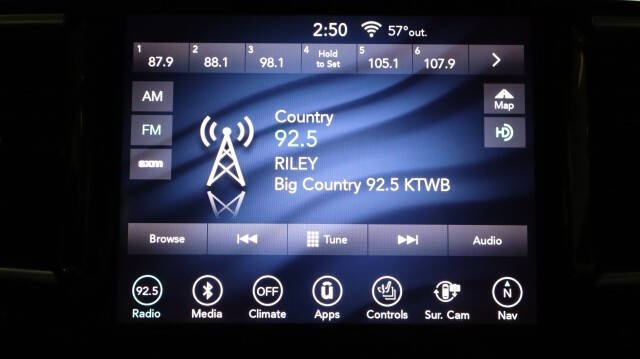 2:50 57°out.
1 87.9 2 88.1 3 98.1 4 Hold to Set 5 105.1 6 107.9
AM
Map
FM
HD
sxm
Country
92.5
RILEY
Big Country 92.5 KTWB
Browse Tune Audio
92.5 OFF ū N
Radio Media Climate Apps Controls Sur. Cam Nav